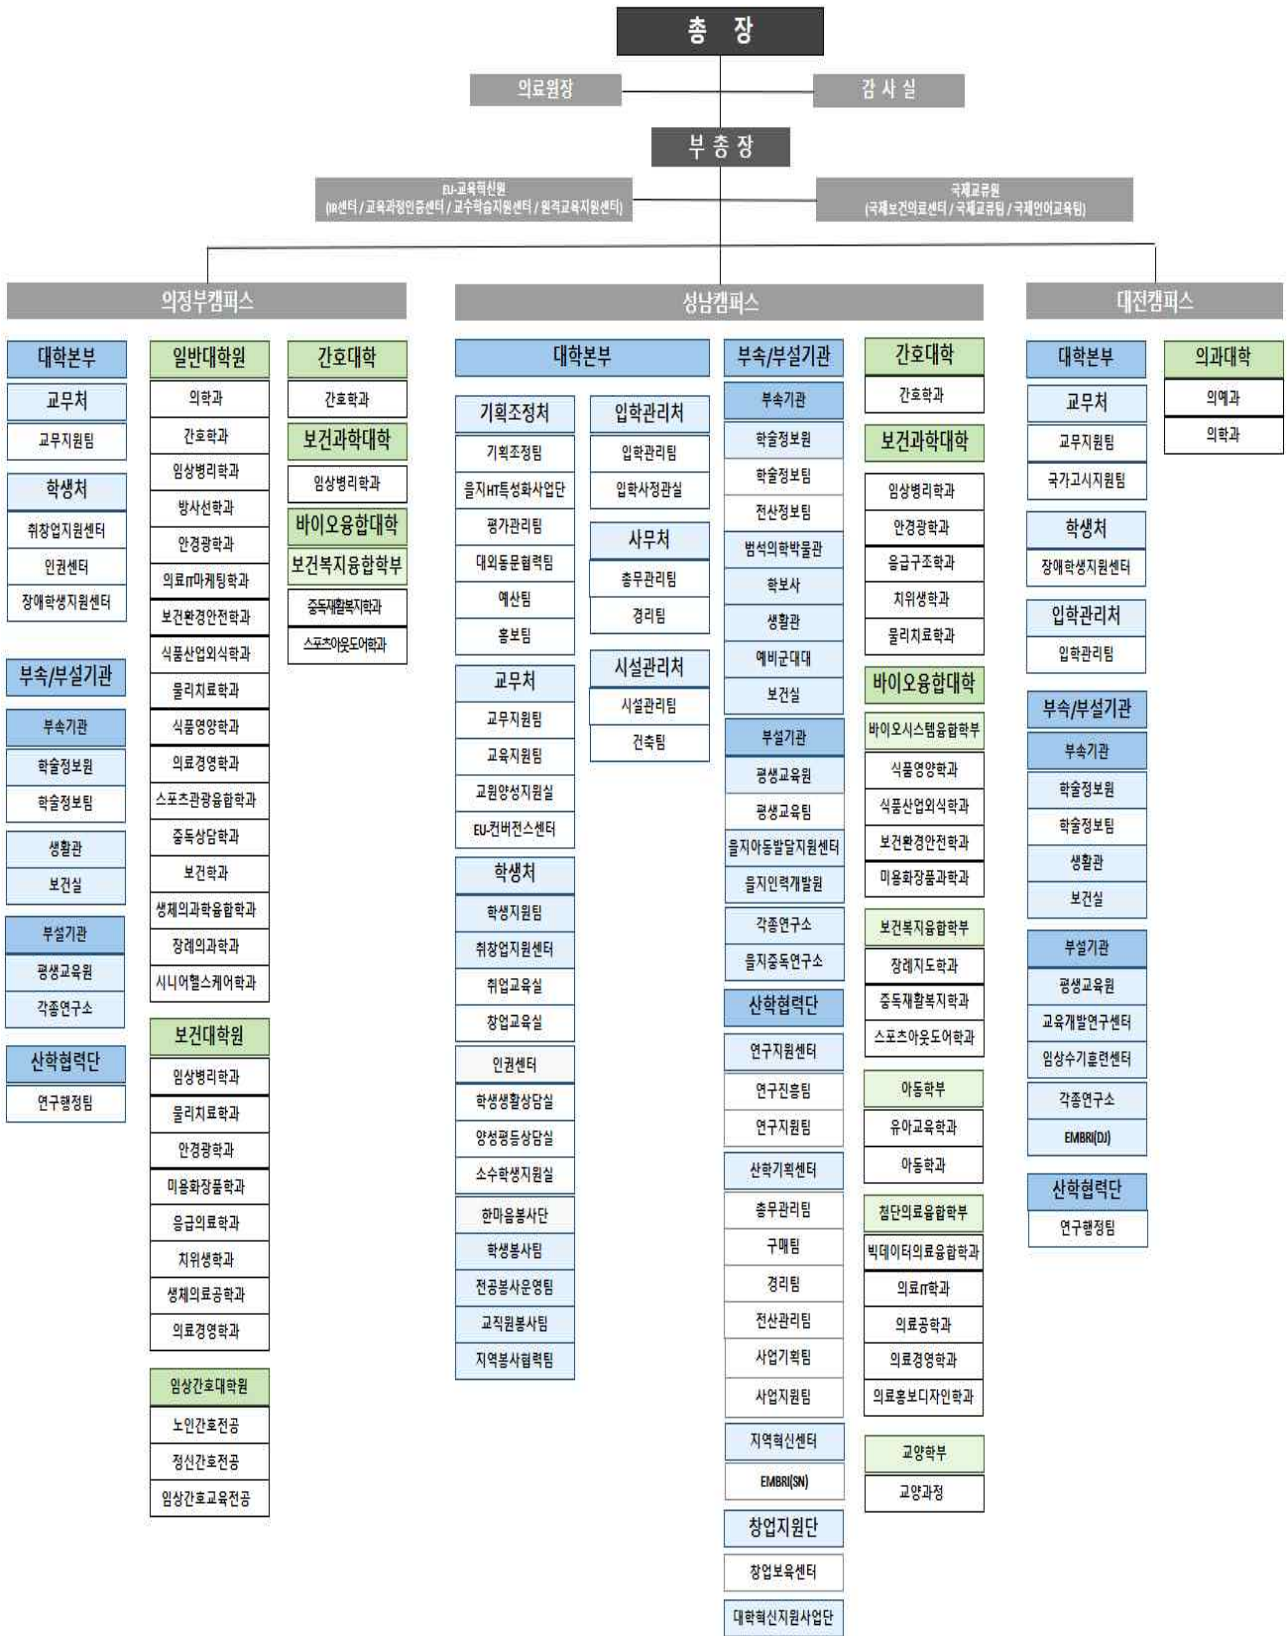 총 장
의료원장
감 사 실
부 총 장
EU-교육혁신원
(IR센터 / 교육과정인증센터 / 교수학습지원센터 / 원격교육지원센터)
국제교류원
(국제보건의료센터 / 국제교류팀 / 국제언어교육팀)
의정부캠퍼스
대학본부
교무처
교무지원팀
학생처
취창업지원센터
인권센터
장애학생지원센터
부속/부설기관
부속기관
학술정보원
학술정보팀
생활관
보건실
부설기관
평생교육원
각종연구소
산학협력단
연구행정팀
일반대학원
의학과
간호학과
임상병리학과
방사선학과
안경광학과
의료IT마케팅학과
보건환경안전학과
식품산업외식학과
물리치료학과
식품영양학과
의료경영학과
스포츠관광융합학과
중독상담학과
보건학과
생체의과학융합학과
장례의과학과
시니어헬스케어학과
보건대학원
임상병리학과
물리치료학과
안경광학과
미용화장품학과
응급의료학과
치위생학과
생체의료공학과
의료경영학과
임상간호대학원
노인간호전공
정신간호전공
임상간호교육전공
간호대학
간호학과
보건과학대학
임상병리학과
바이오융합대학
보건복지융합학부
중독재활복지학과
스포츠아웃도어학과
성남캠퍼스
대학본부
기획조정처
기획조정팀
을지HT특성화사업단
평가관리팀
대외동문협력팀
예산팀
홍보팀
교무처
교무지원팀
교육지원팀
교원양성지원실
EU-컨버전스센터
학생처
학생지원팀
취창업지원센터
취업교육실
창업교육실
인권센터
학생생활상담실
양성평등상담실
소수학생지원실
한마음봉사단
학생봉사팀
전공봉사운영팀
교직원봉사팀
지역봉사협력팀
입학관리처
입학관리팀
입학사정관실
사무처
총무관리팀
경리팀
시설관리처
시설관리팀
건축팀
부속/부설기관
부속기관
학술정보원
학술정보팀
전산정보팀
범석의학박물관
학보사
생활관
예비군대대
보건실
부설기관
평생교육원
평생교육팀
을지아동발달지원센터
을지인력개발원
각종연구소
을지중독연구소
산학협력단
연구지원센터
연구진흥팀
연구지원팀
산학기획센터
총무관리팀
구매팀
경리팀
전산관리팀
사업기획팀
사업지원팀
지역혁신센터
EMBRI(SN)
창업지원단
창업보육센터
대학혁신지원사업단
간호대학
간호학과
보건과학대학
임상병리학과
안경광학과
응급구조학과
치위생학과
물리치료학과
바이오융합대학
바이오시스템융합학부
식품영양학과
식품산업외식학과
보건환경안전학과
미용화장품과학과
보건복지융합학부
장례지도학과
중독재활복지학과
스포츠아웃도어학과
아동학부
유아교육학과
아동학과
첨단의료융합학부
빅데이터의료융합학과
의료IT학과
의료공학과
의료경영학과
의료홍보디자인학과
교양학부
교양과정
대전캠퍼스
대학본부
교무처
교무지원팀
국가고시지원팀
학생처
장애학생지원센터
입학관리처
입학관리팀
부속/부설기관
부속기관
학술정보원
학술정보팀
생활관
보건실
부설기관
평생교육원
교육개발연구센터
임상수기훈련센터
각종연구소
EMBRI(DJ)
산학협력단
연구행정팀
의과대학
의예과
의학과